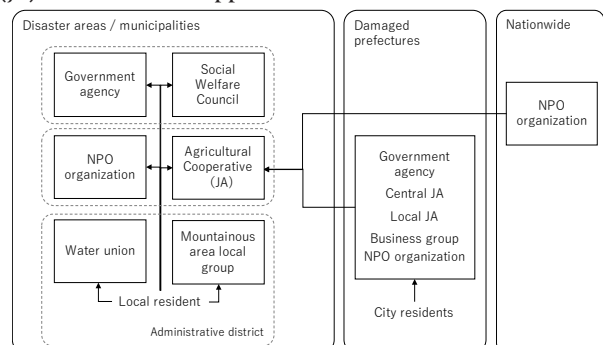 Disaster areas / municipalities
Government
agency
Social
Welfare
Council
NPO
organization
Agricultural
Cooperative
(JA)
Water union
Mountainous
area local
group
Local resident
Administrative district
Damaged
prefectures
Government
agency
Central JA
Local JA
Business group
NPO organization
City residents
Nationwide
NPO
organization